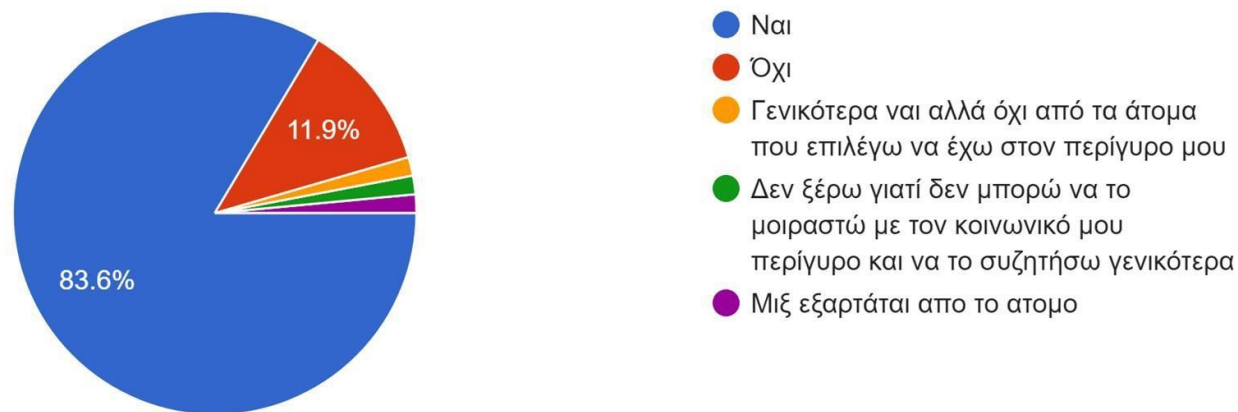 83.6%
11.9%
Ναι
Όχι
Γενικότερα ναι αλλά όχι από τα άτομα
που επιλέγω να έχω στον περίγυρο μου
Δεν ξέρω γιατί δεν μπορώ να το
μοιραστώ με τον κοινωνικό μου
περίγυρο και να το συζητήσω γενικότερα
Μιξ εξαρτάται απο το ατομο